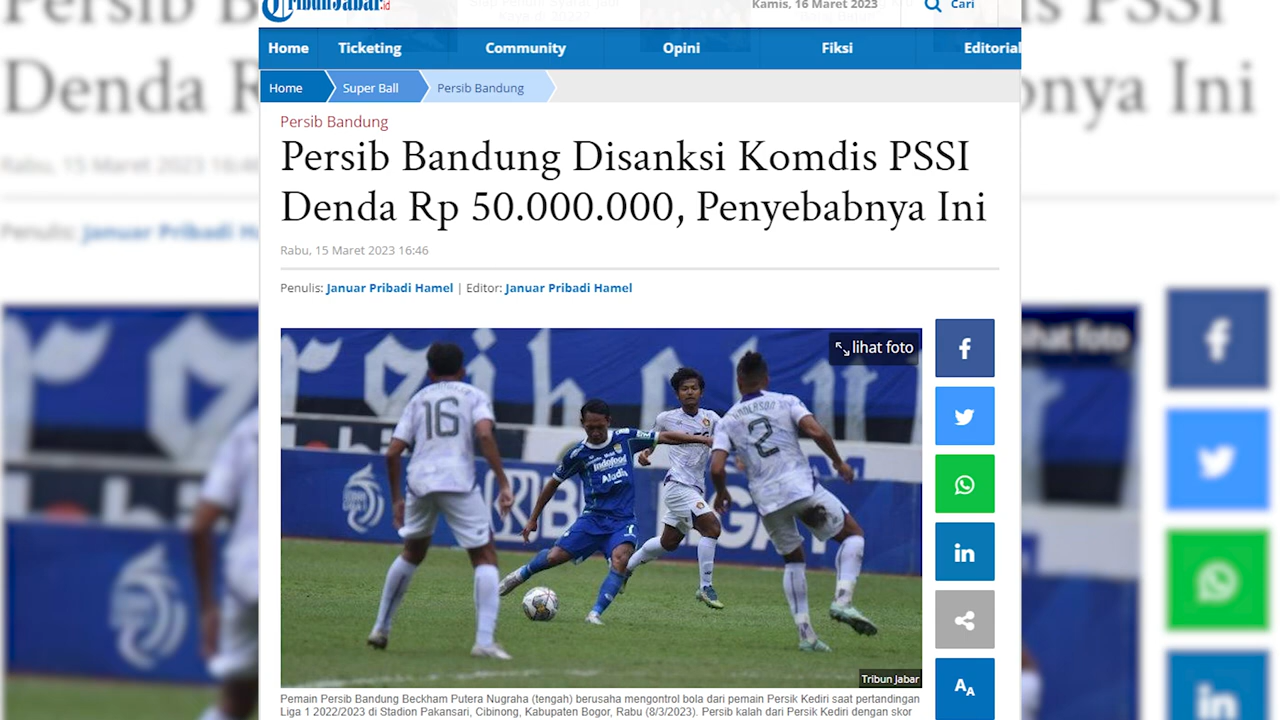 TribunJabar.id
Kamis, 16 Maret 2023
Cari
Home Ticketing Community Opini Fiksi Editorial
Home Super Ball Persib Bandung
Persib Bandung
Persib Bandung Disanksi Komdis PSSI
Denda Rp 50.000.000, Penyebabnya Ini
Rabu, 15 Maret 2023 16:46
Penulis: Januar Pribadi Hamel | Editor: Januar Pribadi Hamel
lihat foto
16
2
Indofood
Aladin
Tribun Jabar
Pemain Persib Bandung Beckham Putera Nugraha (tengah) berusaha mengontrol bola dari pemain Persik Kediri saat pertandingan
Liga 1 2022/2023 di Stadion Pakansari, Cibinong, Kabupaten Bogor, Rabu (8/3/2023). Persib kalah dari Persik Kediri dengan skor